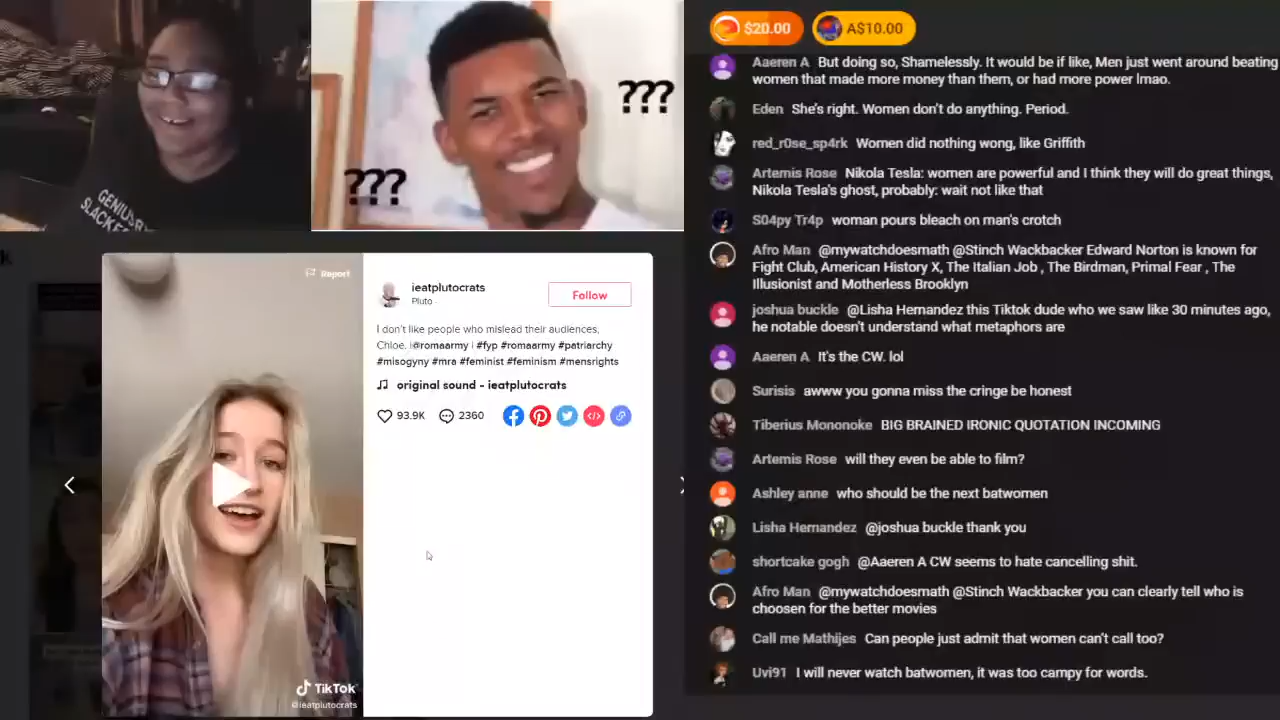 GENIUS
SLACKE
???
???
k
Report
TikTok
@ieatplutocrats
ieatplutocrats
Pluto ·
Follow
I don't like people who mislead their audiences,
Chloe. @romaarmy #fyp #romaarmy #patriarchy
#misogyny #mra #feminist #feminism #mensrights
original sound - ieatplutocrats
93.9K 2360
$20.00 A$10.00
Aaeren A But doing so, Shamelessly. It would be if like, Men just went around beating
women that made more money than them, or had more power lmao.
Eden She's right. Women don't do anything. Period.
red_r0se_sp4rk Women did nothing wong, like Griffith
Artemis Rose Nikola Tesla: women are powerful and I think they will do great things,
Nikola Tesla's ghost, probably: wait not like that
S04py Tr4p woman pours bleach on man's crotch
Afro Man @mywatchdoesmath @Stinch Wackbacker Edward Norton is known for
Fight Club, American History X, The Italian Job , The Birdman, Primal Fear , The
Illusionist and Motherless Brooklyn
joshua buckle @Lisha Hernandez this Tiktok dude who we saw like 30 minutes ago,
he notable doesn't understand what metaphors are
Aaeren A It's the CW. lol
Surisis awww you gonna miss the cringe be honest
Tiberius Mononoke BIG BRAINED IRONIC QUOTATION INCOMING
Artemis Rose will they even be able to film?
Ashley anne who should be the next batwomen
Lisha Hernandez @joshua buckle thank you
shortcake gogh @Aaeren A CW seems to hate cancelling shit.
Afro Man @mywatchdoesmath @Stinch Wackbacker you can clearly tell who is
choosen for the better movies
Call me Mathijes Can people just admit that women can't call too?
Uvi91 I will never watch batwomen, it was too campy for words.